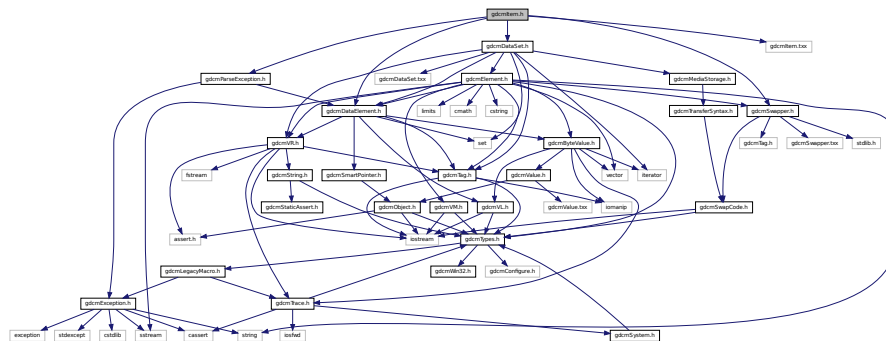 gdcmItem.h
gdcmDataSet.h
gdcmItem.txx
gdcmParseException.h
gdcmDataSet.txx
gdcmElement.h
gdcmMediaStorage.h
gdcmDataElement.h
limits
cmath
cstring
gdcmTransferSyntax.h
gdcmSwapper.h
gdcmVR.h
set
gdcmByteValue.h
gdcmTag.h
gdcmSwapper.txx
stdlib.h
fstream
gdcmString.h
gdcmSmartPointer.h
gdcmTag.h
gdcmValue.h
vector
iterator
gdcmStaticAssert.h
gdcmObject.h
gdcmVM.h
gdcmVL.h
gdcmValue.txx
iomanip
gdcmSwapCode.h
assert.h
iostream
gdcmTypes.h
gdcmLegacyMacro.h
gdcmWin32.h
gdcmConfigure.h
gdcmException.h
gdcmTrace.h
exception
stdexcept
cstdlib
sstream
cassert
string
iosfwd
gdcmSystem.h